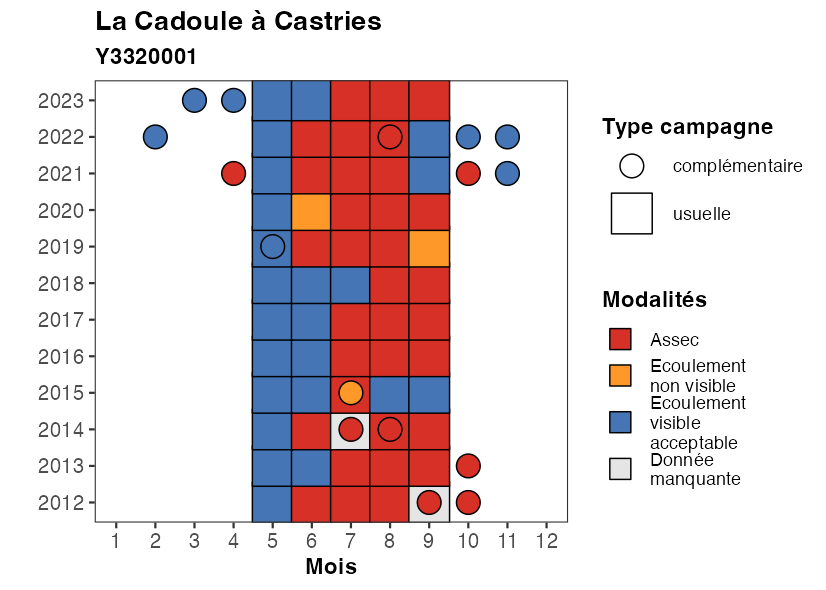 La Cadoule à Castries
Y3320001
2023
2022
2021
2020
2019
2018
2017
2016
2015
2014
2013
2012
1 2 3 4 5 6 7 8 9 10 11 12
Mois
Type campagne
complémentaire
usuelle
Modalités
Assec
Ecoulement
non visible
Ecoulement
visible
acceptable
Donnée
manquante